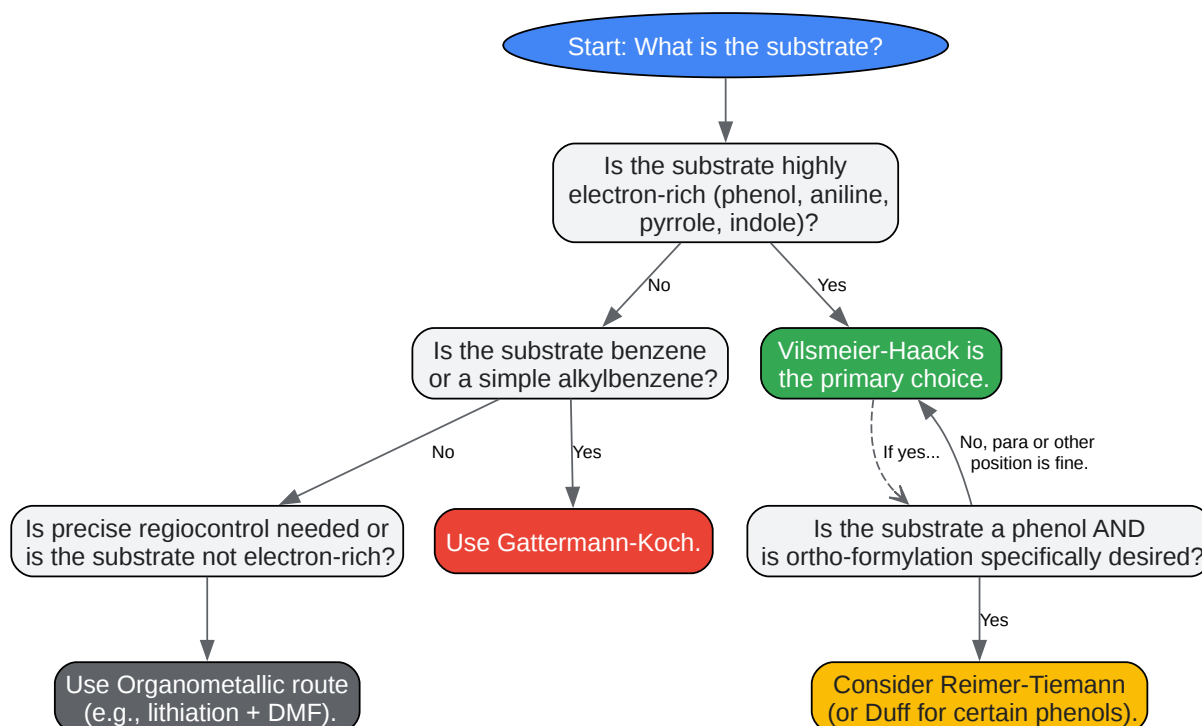 Start: What is the substrate?
Is the substrate highly
electron-rich (phenol, aniline,
pyrrole, indole)?
No
Yes
Is the substrate benzene
or a simple alkylbenzene?
Vilsmeier-Haack is
the primary choice.
No
Yes
If yes...
No, para or other
position is fine.
Is precise regiocontrol needed or
is the substrate not electron-rich?
Use Gattermann-Koch.
Is the substrate a phenol AND
is ortho-formylation specifically desired?
Yes
Use Organometallic route
(e.g., lithiation + DMF).
Consider Reimer-Tiemann
(or Duff for certain phenols).